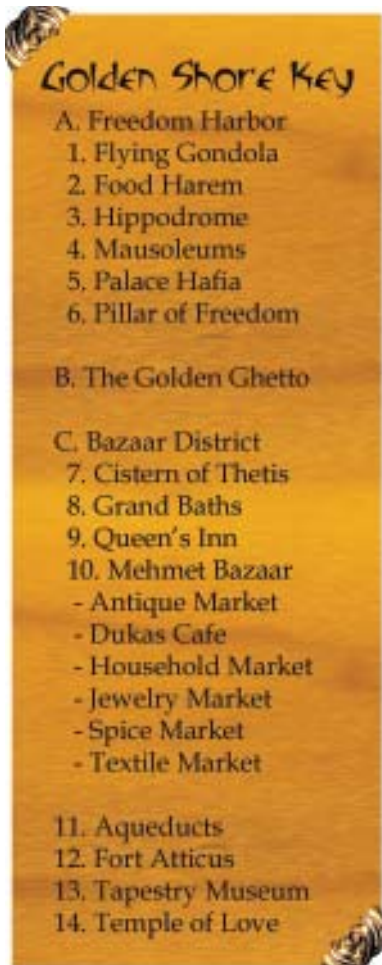 Golden Shore Key
A. Freedom Harbor
1. Flying Gondola
2. Food Harem
3. Hippodrome
4. Mausoleums
5. Palace Hafia
6. Pillar of Freedom
B. The Golden Ghetto
C. Bazaar District
7. Cistern of Thetis
8. Grand Baths
9. Queen's Inn
10. Mehmet Bazaar
- Antique Market
- Dukas Cafe
- Household Market
- Jewelry Market
- Spice Market
- Textile Market
11. Aqueducts
12. Fort Atticus
13. Tapestry Museum
14. Temple of Love